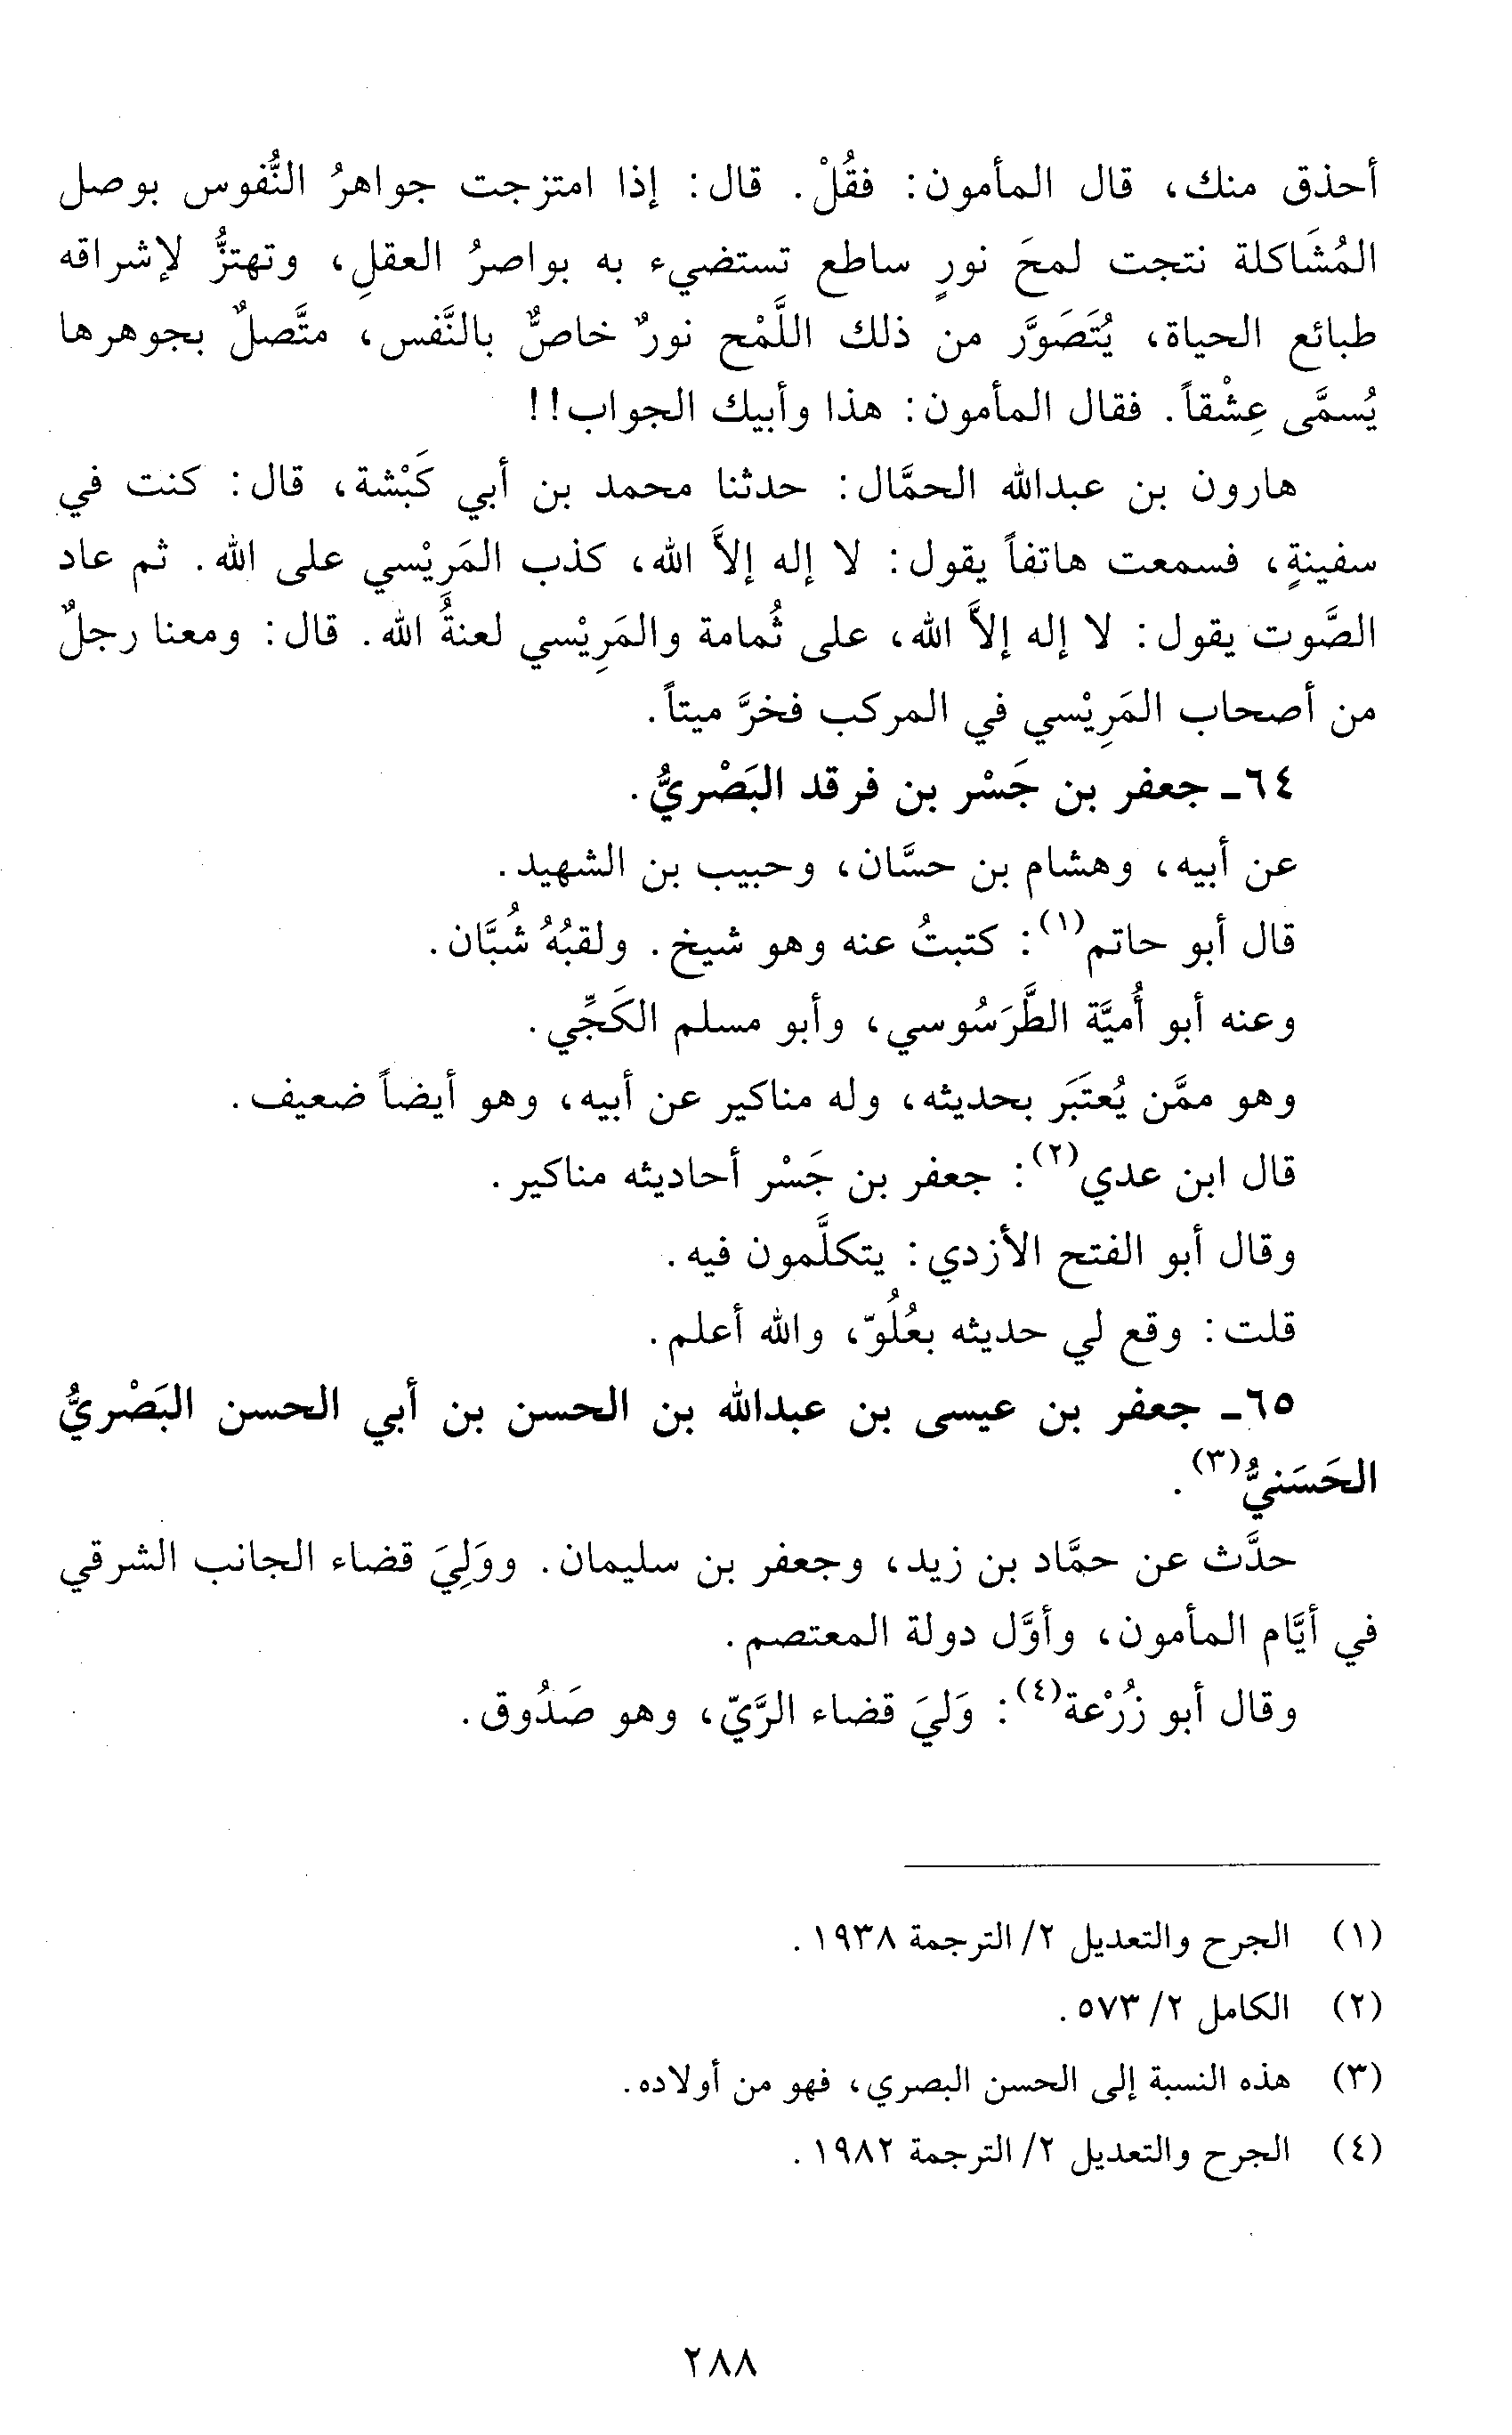 أحذق منك، قال المأمون: فقُلْ. قال: إذا امتزجت جواهرُ النُّفوس بوصل
المُشَاكلة نتجت لمحَ نورٍ ساطع تستضيء به بواصرُ العقلِ، وتهتزُّ لإشراقه
طبائع الحياة، يُتَصَوَّر من ذلك اللَّمْح نورٌ خاصٌّ بالنَّفس، متَّصلٌ بجوهرها
يُسمَّى عِشْقاً. فقال المأمون: هذا وأبيك الجواب!!
هارون بن عبدالله الحمَّال: حدثنا محمد بن أبي كَبْشة، قال: كنت في
سفينةٍ، فسمعت هاتفاً يقول: لا إله إلاَّ الله، كذب المَرِيْسي على الله. ثم عاد
الصَّوت يقول: لا إله إلاَّ الله، على ثُمامة والمَرِيْسي لعنةُ الله. قال: ومعنا رجلٌ
من أصحاب المَرِيْسي في المركب فخرَّ ميتاً.
٦٤ـ جعفر بن جَسْر بن فرقد البَصْريُّ.
عن أبيه، وهشام بن حسَّان، وحبيب بن الشهيد.
قال أبو حاتم(١): كتبتُ عنه وهو شيخ. ولقبُهُ شُبَّان.
وعنه أبو أُميَّة الطَّرَسُوسي، وأبو مسلم الكَجِّي.
وهو ممَّن يُعتَبَر بحديثه، وله مناكير عن أبيه، وهو أيضاً ضعيف.
قال ابن عدي(٢): جعفر بن جَسْر أحاديثه مناكير.
وقال أبو الفتح الأزدي: يتكلَّمون فيه.
قلت: وقع لي حديثه بعُلُوّ، والله أعلم.
٦٥ـ جعفر بن عيسى بن عبدالله بن الحسن بن أبي الحسن البَصْريُّ
الحَسَنيُّ(٣).
حدَّث عن حمَّاد بن زيد، وجعفر بن سليمان. ووَلِيَ قضاء الجانب الشرقي
في أيَّام المأمون، وأوَّل دولة المعتصم.
وقال أبو زُرْعة(٤): وَليَ قضاء الرَّيّ، وهو صَدُوق.
(١) الجرح والتعديل ٢/ الترجمة ١٩٣٨.
(٢) الكامل ٢/ ٥٧٣.
(٣) هذه النسبة إلى الحسن البصري، فهو من أولاده.
(٤) الجرح والتعديل ٢/ الترجمة ١٩٨٢.
٢٨٨